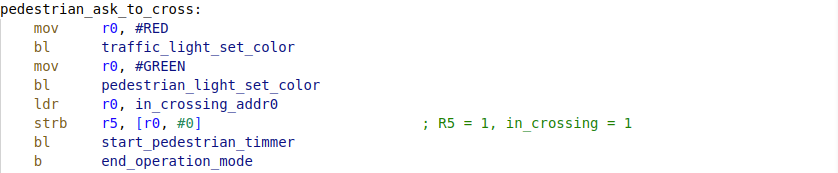 pedestrian_ask_to_cross:
mov r0, #RED
bl traffic_light_set_color
mov r0, #GREEN
bl pedestrian_light_set_color
ldr r0, in_crossing_addr0
strb r5, [r0, #0] ; R5 = 1, in_crossing = 1
bl start_pedestrian_timmer
b end_operation_mode